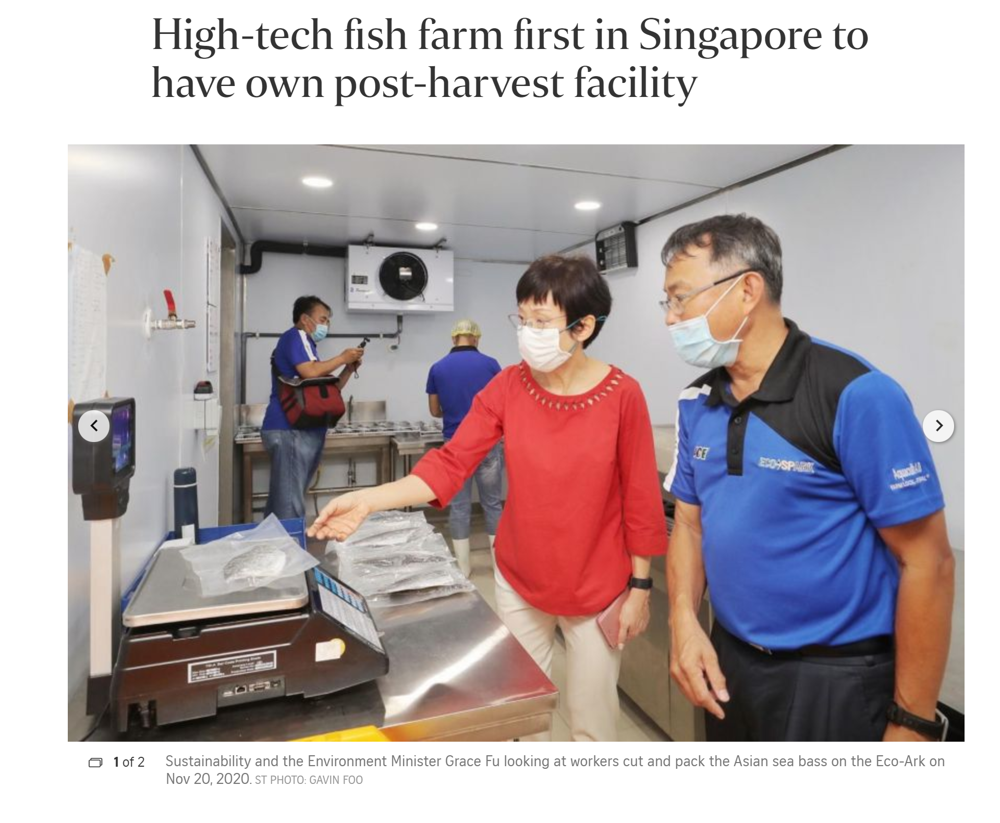 High-tech fish farm first in Singapore to
have own post-harvest facility
ECO SPARK
1 of 2
Sustainability and the Environment Minister Grace Fu looking at workers cut and pack the Asian sea bass on the Eco-Ark on
Nov 20, 2020. ST PHOTO: GAVIN FOO